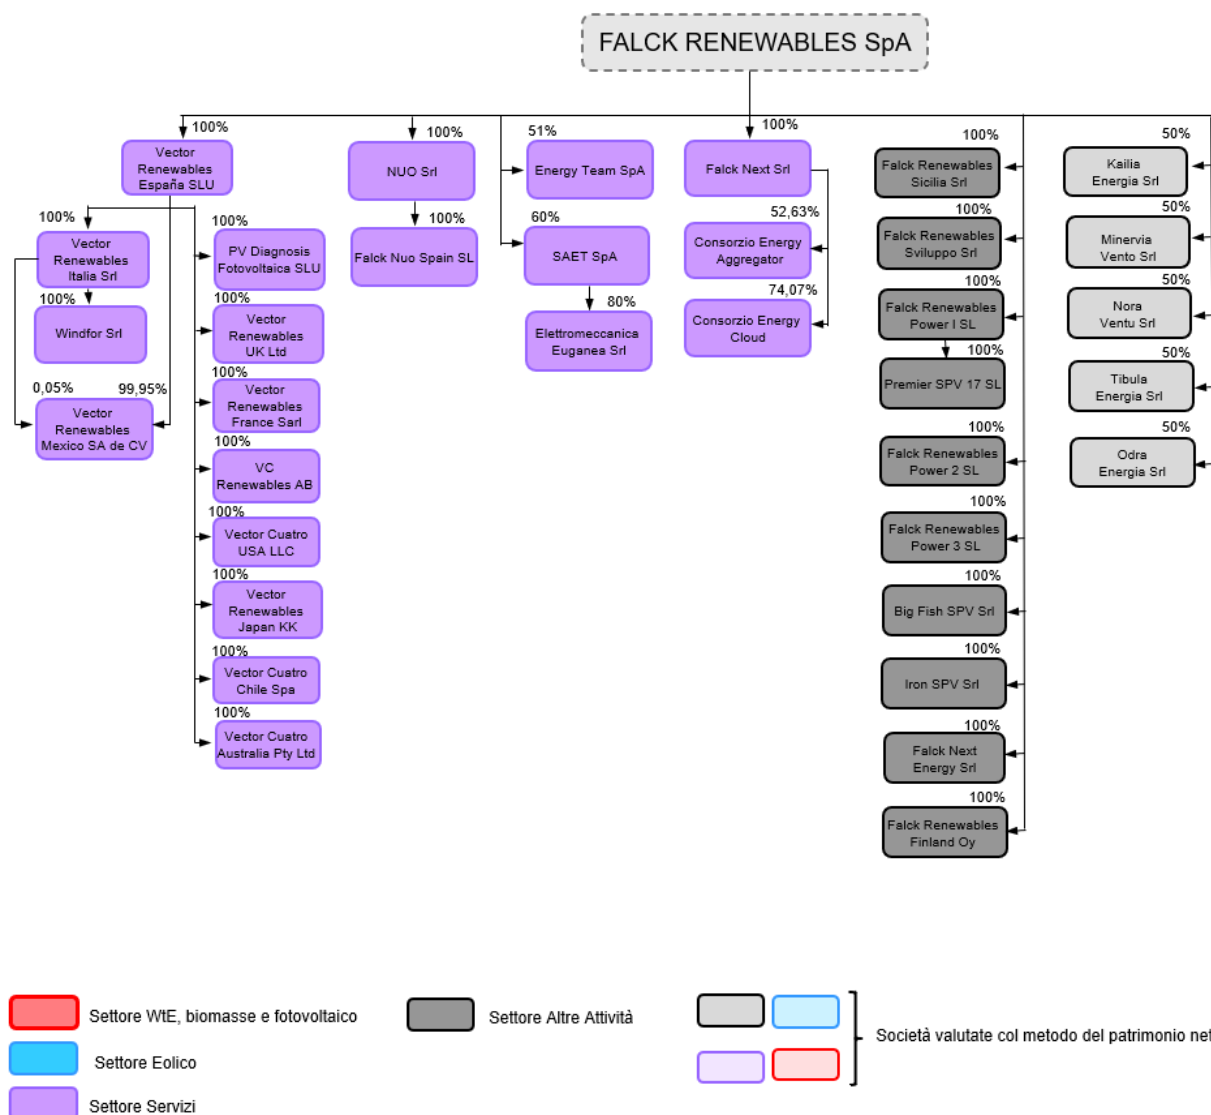 FALCK RENEWABLES SpA
100%
Vector
Renewables
España SLU
100%
Vector
Renewables
Italia Srl
100%
Windfor Srl
0,05%
99,95%
Vector
Renewables
Mexico SA de CV
100%
PV Diagnosis
Fotovoltaica SLU
100%
Vector
Renewables
UK Ltd
100%
Vector
Renewables
France Sarl
100%
VC
Renewables AB
100%
Vector Cuatro
USA LLC
100%
Vector
Renewables
Japan KK
100%
Vector Cuatro
Chile Spa
100%
Vector Cuatro
Australia Pty Ltd
100%
NUO Srl
100%
Falck Nuo Spain SL
51%
Energy Team SpA
60%
SAET SpA
80%
Elettromeccanica
Euganea Srl
100%
Falck Next Srl
52,63%
Consorzio Energy
Aggregator
74,07%
Consorzio Energy
Cloud
100%
Falck Renewables
Sicilia Srl
100%
Falck Renewables
Sviluppo Srl
100%
Falck Renewables
Power I SL
100%
Premier SPV 17 SL
100%
Falck Renewables
Power 2 SL
100%
Falck Renewables
Power 3 SL
100%
Big Fish SPV Srl
100%
Iron SPV Srl
100%
Falck Next
Energy Srl
100%
Falck Renewables
Finland Oy
50%
Kailia
Energia Srl
50%
Minervia
Vento Srl
50%
Nora
Ventu Srl
50%
Tibula
Energia Srl
50%
Odra
Energia Srl
Settore WtE, biomasse e fotovoltaico
Settore Eolico
Settore Servizi
Settore Altre Attività
Società valutate col metodo del patrimonio